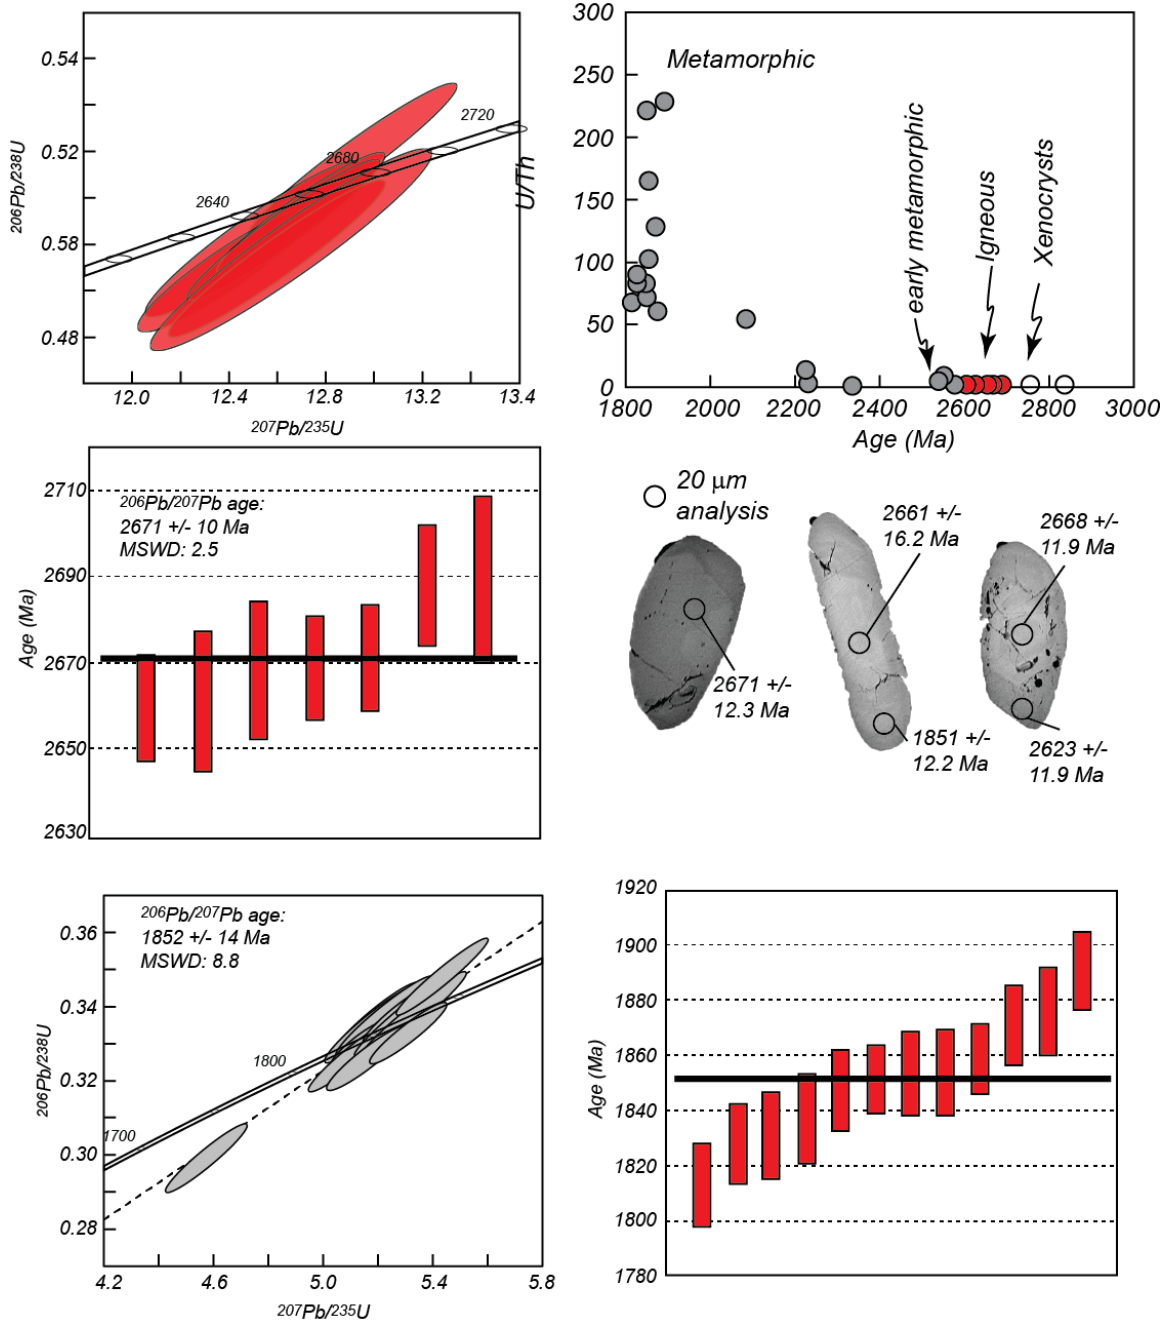 0.54
0.52
0.58
0.48
206Pb/238U
2640
2680
2720
12.0
12.4
12.8
13.2
13.4
207Pb/235U
300
250
200
150
100
50
0
U/Th
Metamorphic
early metamorphic
Igneous
Xenocrysts
1800
2000
2200
2400
2600
2800
3000
Age (Ma)
2710
2690
2670
2650
2630
Age (Ma)
206Pb/207Pb age:
2671 +/- 10 Ma
MSWD: 2.5
20 µm
analysis
2671 +/-
12.3 Ma
2661 +/-
16.2 Ma
1851 +/-
12.2 Ma
2668 +/-
11.9 Ma
2623 +/-
11.9 Ma
0.36
0.34
0.32
0.30
0.28
206Pb/238U
206Pb/207Pb age:
1852 +/- 14 Ma
MSWD: 8.8
1800
1700
4.2
4.6
5.0
5.4
5.8
207Pb/235U
1920
1900
1880
1860
1840
1820
1800
1780
Age (Ma)